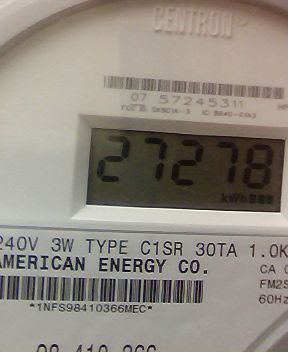 CENTRON
07 57245311
27278
kWh
240V 3W TYPE C1SR 30TA 1.0K
AMERICAN ENERGY CO.
CA
FM2S
60Hz
*1NFS98410366MEC*